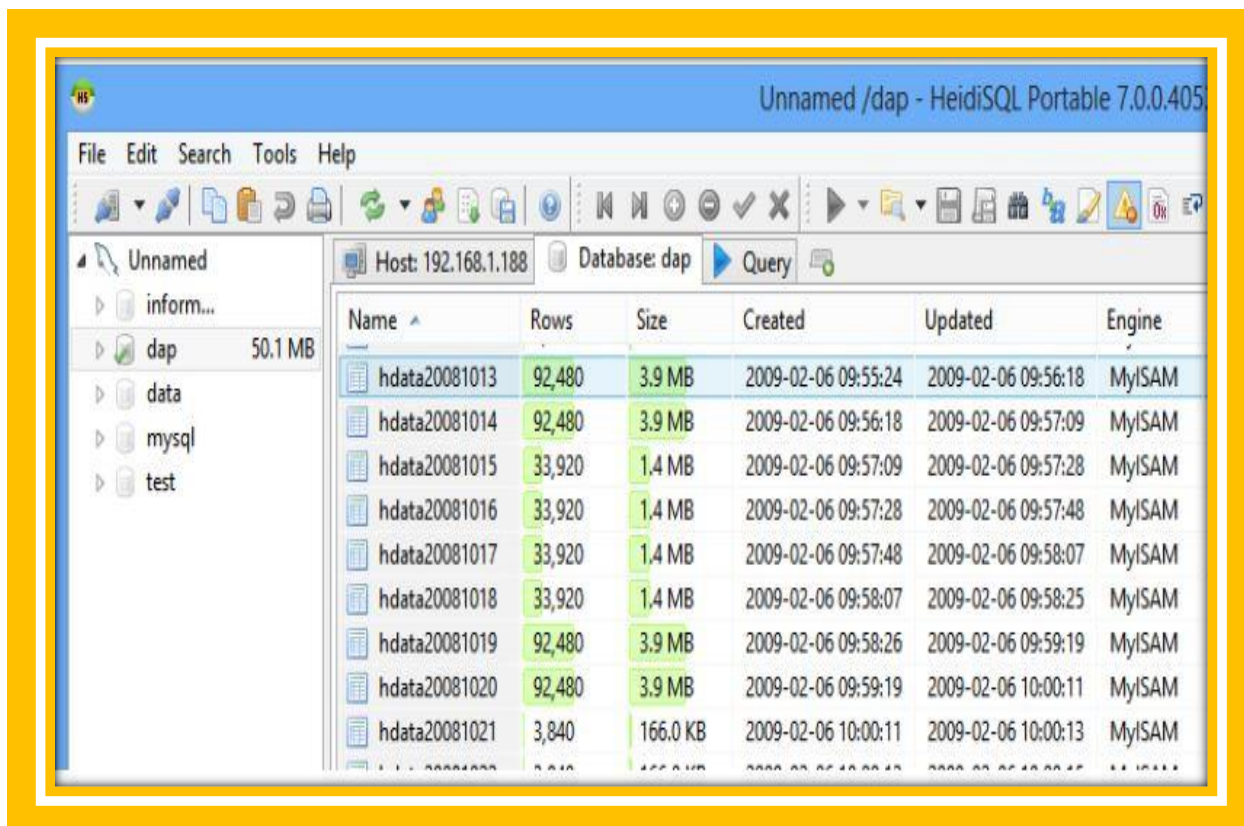 HS
Unnamed /dap - HeidiSQL Portable 7.0.0.405
File Edit Search Tools Help
Unnamed
inform...
dap 50.1 MB
data
mysql
test
Host: 192.168.1.188 Database: dap Query
Name Rows Size Created Updated Engine
hdata20081013 92,480 3.9 MB 2009-02-06 09:55:24 2009-02-06 09:56:18 MyISAM
hdata20081014 92,480 3.9 MB 2009-02-06 09:56:18 2009-02-06 09:57:09 MyISAM
hdata20081015 33,920 1.4 MB 2009-02-06 09:57:09 2009-02-06 09:57:28 MyISAM
hdata20081016 33,920 1.4 MB 2009-02-06 09:57:28 2009-02-06 09:57:48 MyISAM
hdata20081017 33,920 1.4 MB 2009-02-06 09:57:48 2009-02-06 09:58:07 MyISAM
hdata20081018 33,920 1.4 MB 2009-02-06 09:58:07 2009-02-06 09:58:25 MyISAM
hdata20081019 92,480 3.9 MB 2009-02-06 09:58:26 2009-02-06 09:59:19 MyISAM
hdata20081020 92,480 3.9 MB 2009-02-06 09:59:19 2009-02-06 10:00:11 MyISAM
hdata20081021 3,840 166.0 KB 2009-02-06 10:00:11 2009-02-06 10:00:13 MyISAM